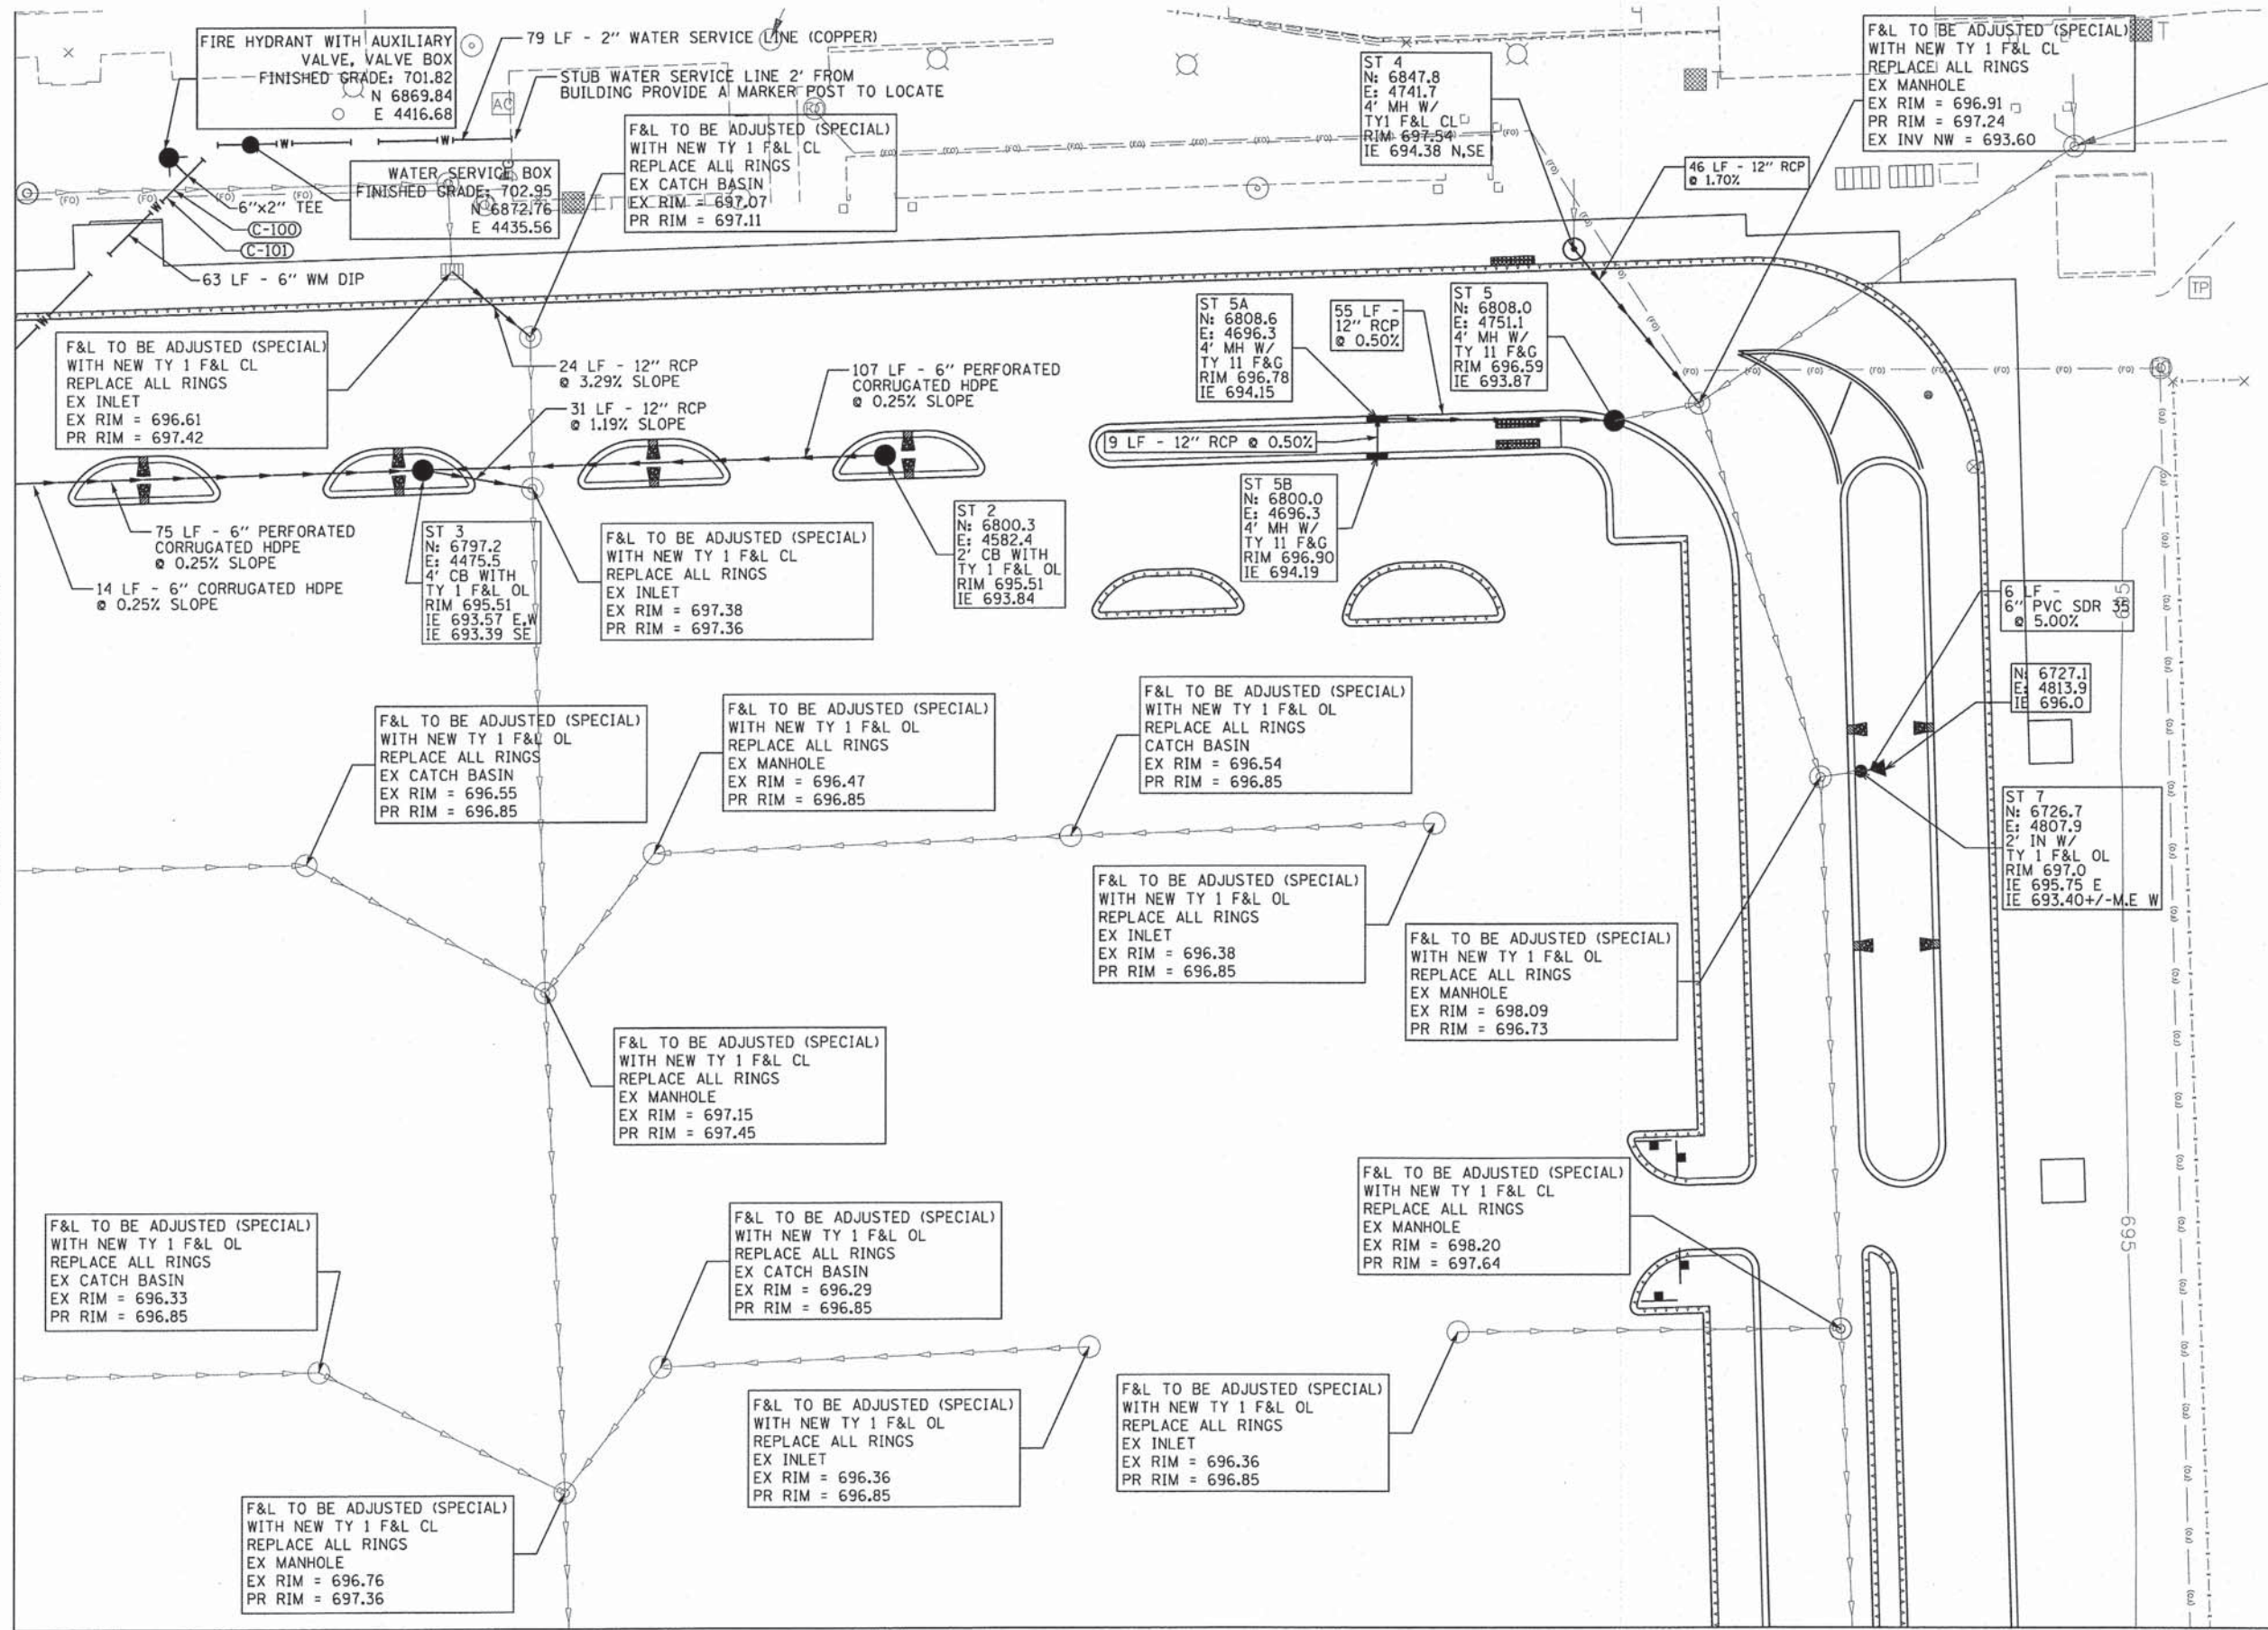 FIRE HYDRANT WITH AUXILIARY
VALVE, VALVE BOX
FINISHED GRADE: 701.82
N 6869.84
E 4416.68
79 LF - 2" WATER SERVICE LINE (COPPER)
STUB WATER SERVICE LINE 2' FROM
BUILDING PROVIDE A MARKER POST TO LOCATE
AC
WATER SERVICE BOX
FINISHED GRADE: 702.95
N 6872.76
E 4435.56
6"x2" TEE
C-100
C-101
63 LF - 6" WM DIP
F&L TO BE ADJUSTED (SPECIAL)
WITH NEW TY 1 F&L CL
REPLACE ALL RINGS
EX CATCH BASIN
EX RIM = 697.07
PR RIM = 697.11
ST 4
N: 6847.8
E: 4741.7
4' MH W/
TY1 F&L CL
RIM 697.54
IE 694.38 N,SE
F&L TO BE ADJUSTED (SPECIAL)
WITH NEW TY 1 F&L CL
REPLACE ALL RINGS
EX MANHOLE
EX RIM = 696.91
PR RIM = 697.24
EX INV NW = 693.60
46 LF - 12" RCP
@ 1.70%
TP
F&L TO BE ADJUSTED (SPECIAL)
WITH NEW TY 1 F&L CL
REPLACE ALL RINGS
EX INLET
EX RIM = 696.61
PR RIM = 697.42
24 LF - 12" RCP
@ 3.29% SLOPE
31 LF - 12" RCP
@ 1.19% SLOPE
107 LF - 6" PERFORATED
CORRUGATED HDPE
@ 0.25% SLOPE
ST 5A
N: 6808.6
E: 4696.3
4' MH W/
TY 11 F&G
RIM 696.78
IE 694.15
55 LF -
12" RCP
@ 0.50%
ST 5
N: 6808.0
E: 4751.1
4' MH W/
TY 11 F&G
RIM 696.59
IE 693.87
9 LF - 12" RCP @ 0.50%
75 LF - 6" PERFORATED
CORRUGATED HDPE
@ 0.25% SLOPE
14 LF - 6" CORRUGATED HDPE
@ 0.25% SLOPE
ST 3
N: 6797.2
E: 4475.5
4' CB WITH
TY 1 F&L OL
RIM 695.51
IE 693.57 E,W
IE 693.39 SE
F&L TO BE ADJUSTED (SPECIAL)
WITH NEW TY 1 F&L CL
REPLACE ALL RINGS
EX INLET
EX RIM = 697.38
PR RIM = 697.36
ST 2
N: 6800.3
E: 4582.4
2' CB WITH
TY 1 F&L OL
RIM 695.51
IE 693.84
ST 5B
N: 6800.0
E: 4696.3
4' MH W/
TY 11 F&G
RIM 696.90
IE 694.19
6 LF -
6" PVC SDR 35
@ 5.00%
695
N: 6727.1
E: 4813.9
IE 696.0
F&L TO BE ADJUSTED (SPECIAL)
WITH NEW TY 1 F&L OL
REPLACE ALL RINGS
EX CATCH BASIN
EX RIM = 696.55
PR RIM = 696.85
F&L TO BE ADJUSTED (SPECIAL)
WITH NEW TY 1 F&L OL
REPLACE ALL RINGS
EX MANHOLE
EX RIM = 696.47
PR RIM = 696.85
F&L TO BE ADJUSTED (SPECIAL)
WITH NEW TY 1 F&L OL
REPLACE ALL RINGS
CATCH BASIN
EX RIM = 696.54
PR RIM = 696.85
ST 7
N: 6726.7
E: 4807.9
2' IN W/
TY 1 F&L OL
RIM 697.0
IE 695.75 E
IE 693.40+/-M.E W
F&L TO BE ADJUSTED (SPECIAL)
WITH NEW TY 1 F&L OL
REPLACE ALL RINGS
EX INLET
EX RIM = 696.38
PR RIM = 696.85
F&L TO BE ADJUSTED (SPECIAL)
WITH NEW TY 1 F&L OL
REPLACE ALL RINGS
EX MANHOLE
EX RIM = 698.09
PR RIM = 696.73
F&L TO BE ADJUSTED (SPECIAL)
WITH NEW TY 1 F&L CL
REPLACE ALL RINGS
EX MANHOLE
EX RIM = 697.15
PR RIM = 697.45
F&L TO BE ADJUSTED (SPECIAL)
WITH NEW TY 1 F&L CL
REPLACE ALL RINGS
EX MANHOLE
EX RIM = 698.20
PR RIM = 697.64
695
F&L TO BE ADJUSTED (SPECIAL)
WITH NEW TY 1 F&L OL
REPLACE ALL RINGS
EX CATCH BASIN
EX RIM = 696.33
PR RIM = 696.85
F&L TO BE ADJUSTED (SPECIAL)
WITH NEW TY 1 F&L OL
REPLACE ALL RINGS
EX CATCH BASIN
EX RIM = 696.29
PR RIM = 696.85
F&L TO BE ADJUSTED (SPECIAL)
WITH NEW TY 1 F&L OL
REPLACE ALL RINGS
EX INLET
EX RIM = 696.36
PR RIM = 696.85
F&L TO BE ADJUSTED (SPECIAL)
WITH NEW TY 1 F&L OL
REPLACE ALL RINGS
EX INLET
EX RIM = 696.36
PR RIM = 696.85
F&L TO BE ADJUSTED (SPECIAL)
WITH NEW TY 1 F&L CL
REPLACE ALL RINGS
EX MANHOLE
EX RIM = 696.76
PR RIM = 697.36